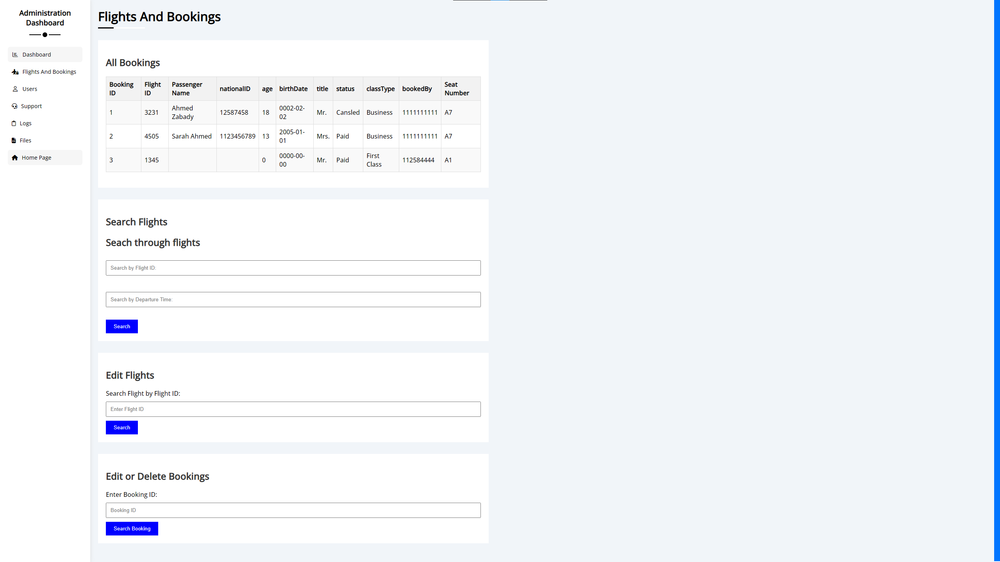 Administration
Dashboard
Dashboard
Flights And Bookings
Users
Support
Logs
Files
Home Page
Flights And Bookings
All Bookings
Booking ID Flight ID Passenger Name nationalID age birthDate title status classType bookedBy Seat Number
1 3231 Ahmed Zabady 12587458 18 0002-02-02 Mr. Cansled Business 1111111111 A7
2 4505 Sarah Ahmed 1123456789 13 2005-01-01 Mrs. Paid Business 1111111111 A7
3 1345 0 0000-00-00 Mr. Paid First Class 112584444 A1
Search Flights
Seach through flights
Search by Flight ID:
Search by Departure Time:
Search
Edit Flights
Search Flight by Flight ID:
Enter Flight ID
Search
Edit or Delete Bookings
Enter Booking ID:
Booking ID
Search Booking